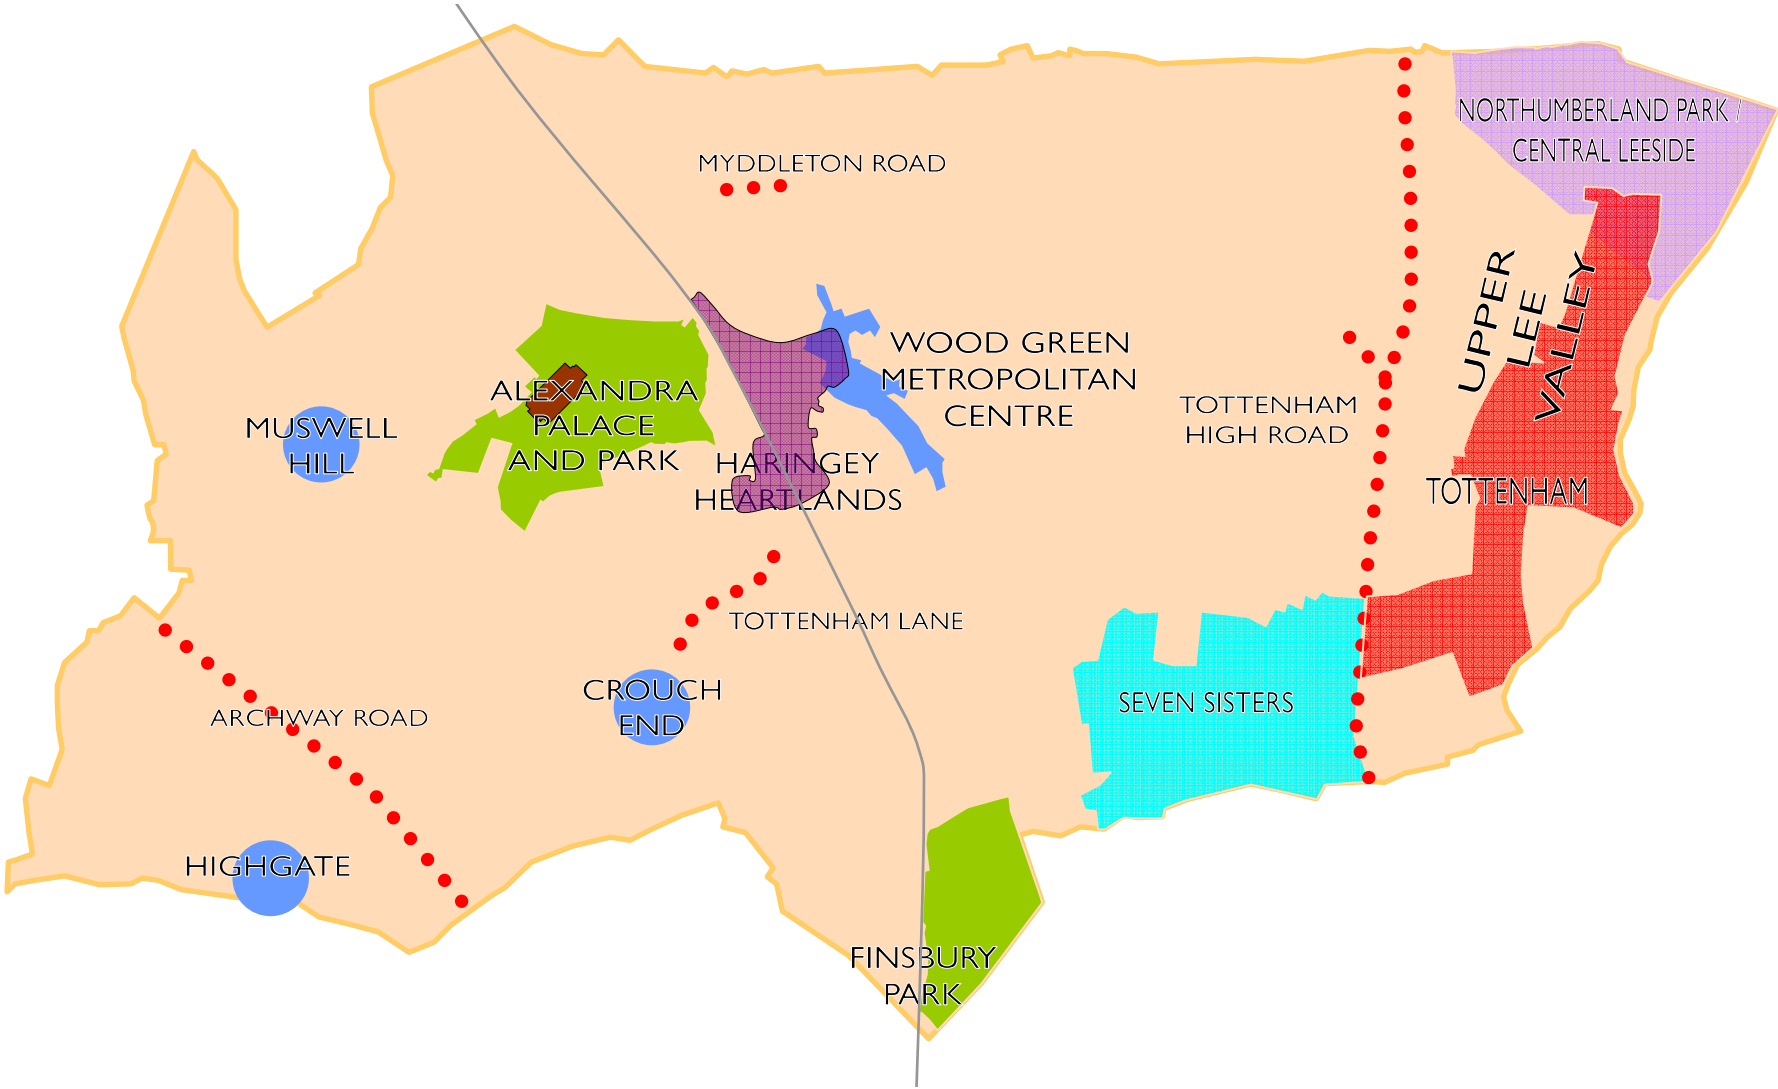 NORTHUMBERLAND PARK /
CENTRAL LEESIDE
MYDDLETON ROAD
UPPER
LEE
VALLEY
WOOD GREEN
METROPOLITAN
CENTRE
ALEXANDRA
PALACE
AND PARK
MUSWELL
HILL
TOTTENHAM
HIGH ROAD
HARINGEY
HEARTLANDS
TOTTENHAM
TOTTENHAM LANE
CROUCH
END
SEVEN SISTERS
ARCHWAY ROAD
HIGHGATE
FINSBURY
PARK